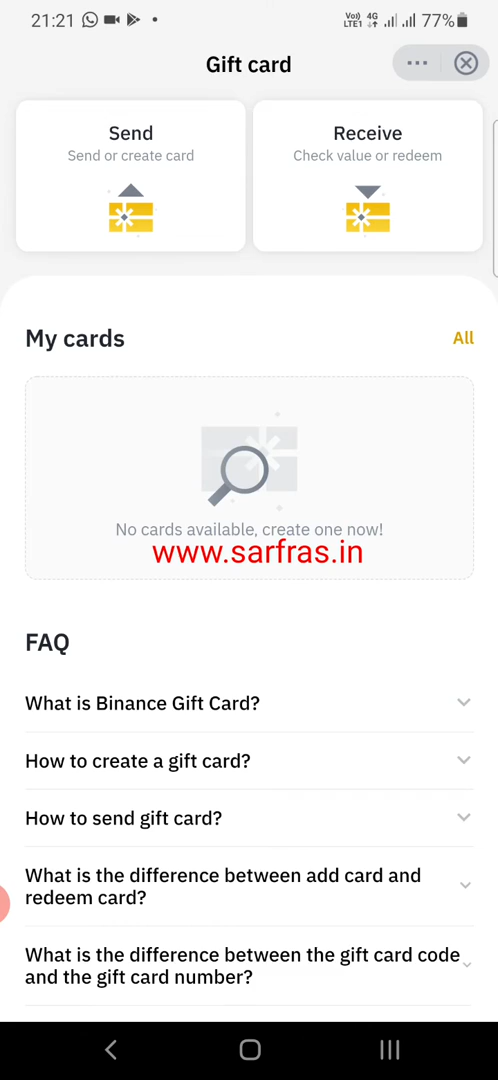 21:21
Vo)) 4G
LTE1
77%
Gift card
Send
Receive
Send or create card
Check value or redeem
My cards
All
No cards available, create one now!
www.sarfras.in
FAQ
What is Binance Gift Card?
How to create a gift card?
How to send gift card?
What is the difference between add card and
redeem card?
What is the difference between the gift card code
and the gift card number?